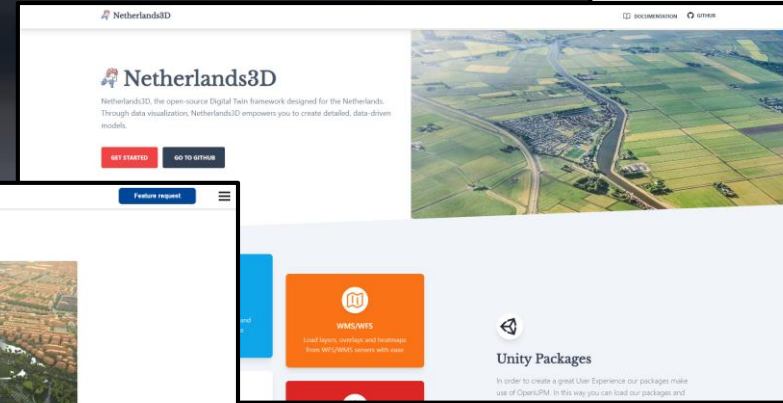 Netherlands3D
DOCUMENTATION
GITHUB
Netherlands3D
Netherlands3D, the open-source Digital Twin framework designed for the Netherlands.
Through data visualization, Netherlands3D empowers you to create detailed, data-driven
models.
GET STARTED
GO TO GITHUB
Feature request
and
WMS/WFS
Load layers, overlays and heatmaps
from WFS/WMS servers with ease
Unity Packages
In order to create a great User Experience our packages make
use of OpenUPM. In this way you can load our packages and